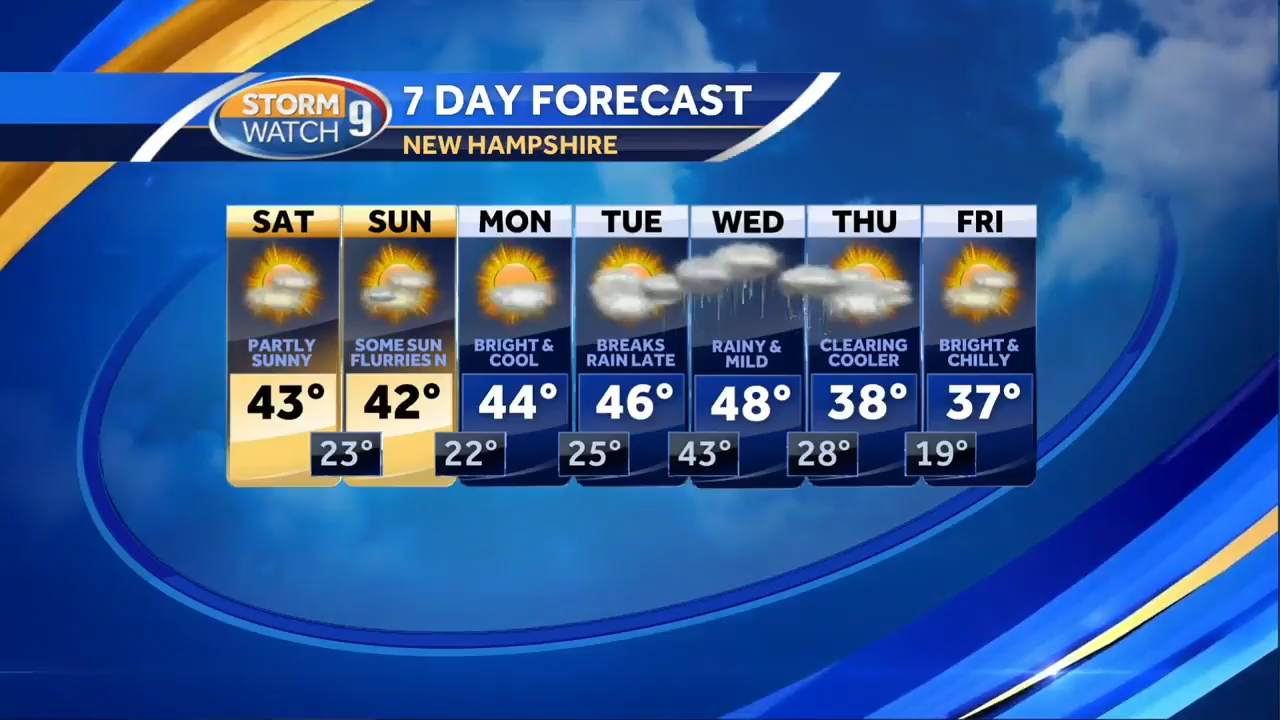 STORM
WATCH 9
7 DAY FORECAST
NEW HAMPSHIRE
SAT SUN MON TUE WED THU FRI
PARTLY SUNNY
SOME SUN FLURRIES N
BRIGHT & COOL
BREAKS RAIN LATE
RAINY & MILD
CLEARING COOLER
BRIGHT & CHILLY
43° 42° 44° 46° 48° 38° 37°
23° 22° 25° 43° 28° 19°